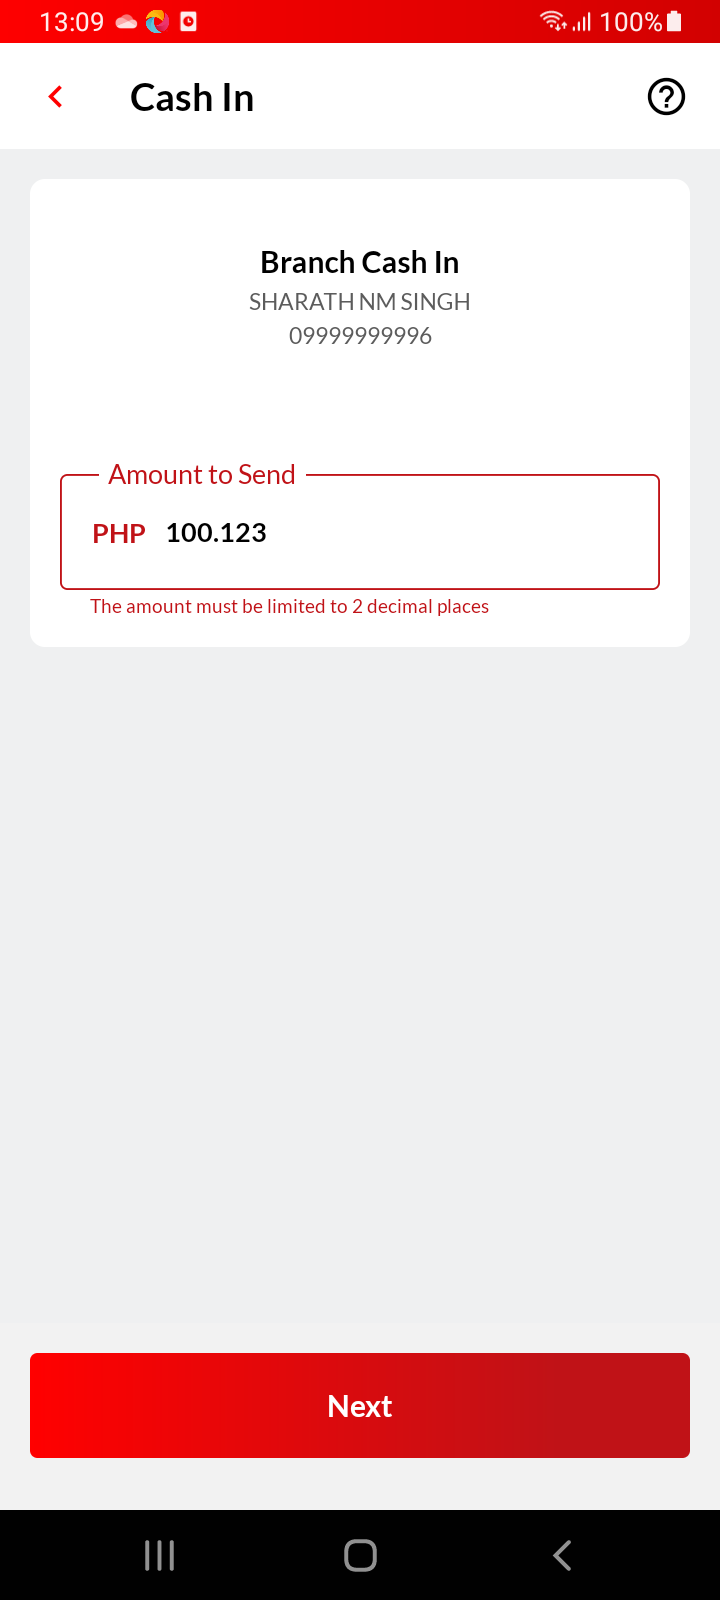 13:09
100%
Cash In
Branch Cash In
SHARATH NM SINGH
09999999996
Amount to Send
PHP 100.123
The amount must be limited to 2 decimal places
Next